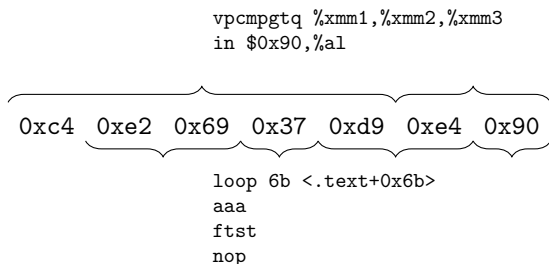 vpcmpgtq %xmm1,%xmm2,%xmm3
in $0x90,%al
0xc4 0xe2 0x69 0x37 0xd9 0xe4 0x90
loop 6b <.text+0x6b>
aaa
ftst
nop